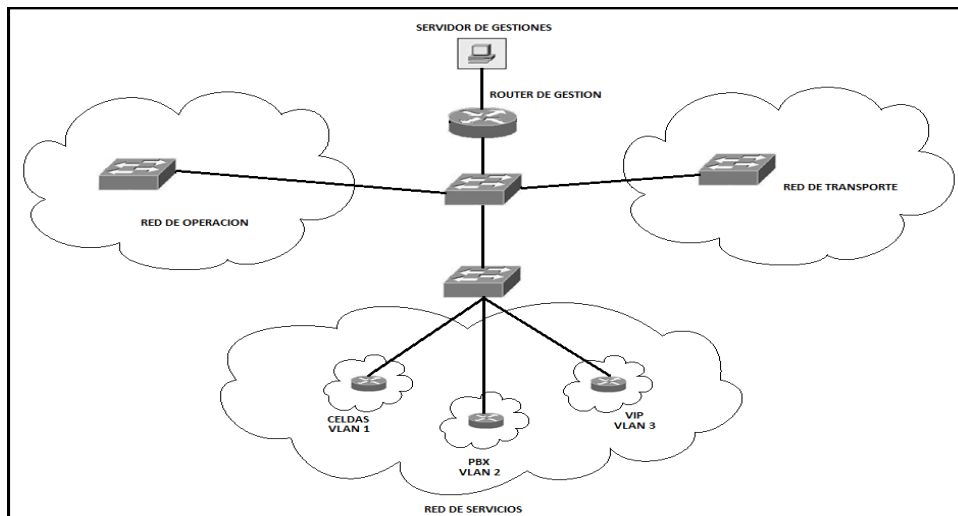 SERVIDOR DE GESTIONES
ROUTER DE GESTION
RED DE OPERACION
RED DE TRANSPORTE
CELDAS
VLAN 1
PBX
VLAN 2
VIP
VLAN 3
RED DE SERVICIOS